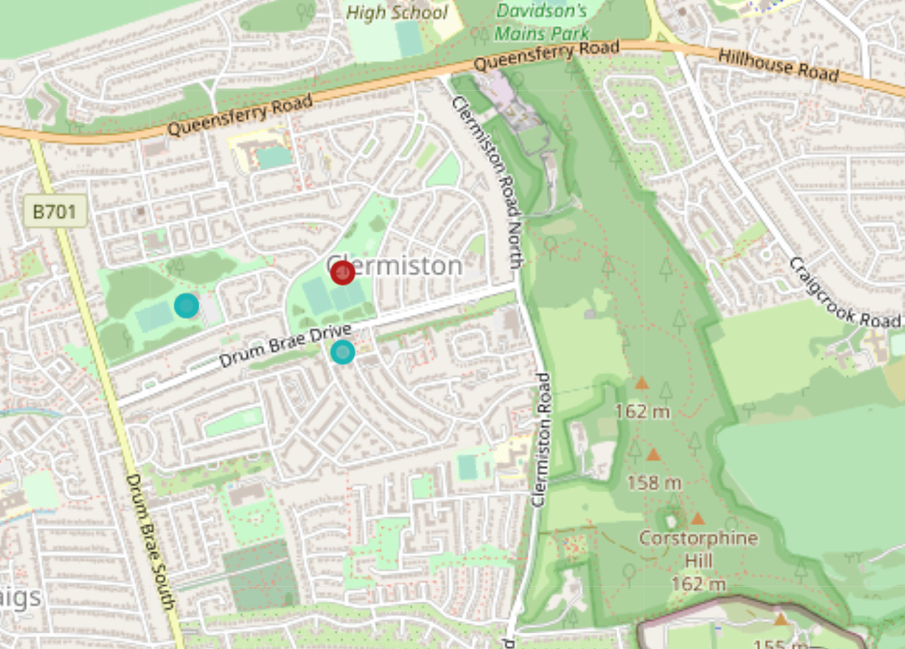 High School
Davidson's
Mains Park
Queensferry Road
Hillhouse Road
Queensferry Road
Clermiston Road North
B701
Clermiston
Craigcrook Road
Drum Brae Drive
162 m
Clermiston Road
158 m
Drum Brae South
Corstorphine
Hill
162 m
aigs
155 m